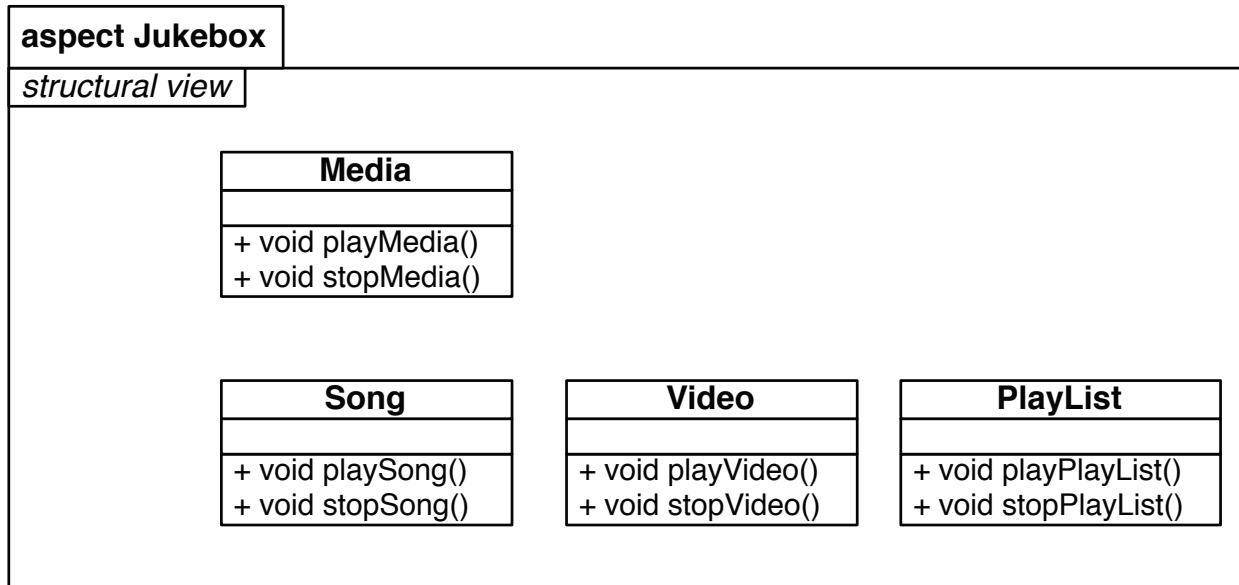 aspect Jukebox
structural view
Media
+ void playMedia()
+ void stopMedia()
Song
+ void playSong()
+ void stopSong()
Video
+ void playVideo()
+ void stopVideo()
PlayList
+ void playPlayList()
+ void stopPlayList()